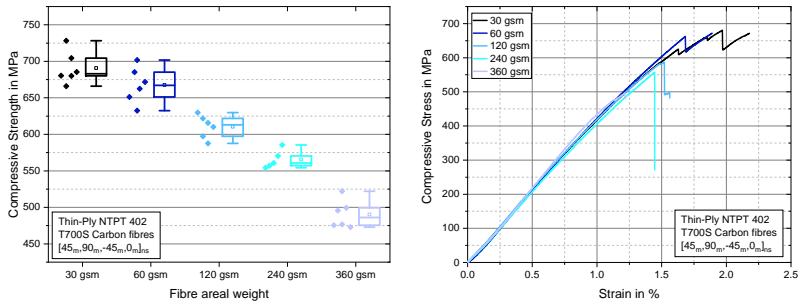 Compressive Strength in MPa
750
700
650
600
550
500
450
Thin-Ply NTPT 402
T700S Carbon fibres
[45m,90m,-45m,0m]ns
30 gsm
60 gsm
120 gsm
240 gsm
360 gsm
Fibre areal weight
Compressive Stress in MPa
700
600
500
400
300
200
100
0
30 gsm
60 gsm
120 gsm
240 gsm
360 gsm
Thin-Ply NTPT 402
T700S Carbon fibres
[45m,90m,-45m,0m]ns
0.0
0.5
1.0
1.5
2.0
2.5
Strain in %